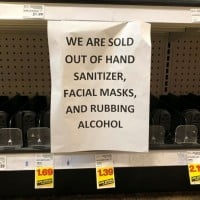 WE ARE SOLD
OUT OF HAND
SANITIZER,
FACIAL MASKS,
AND RUBBING
ALCOHOL
1.69
1.39